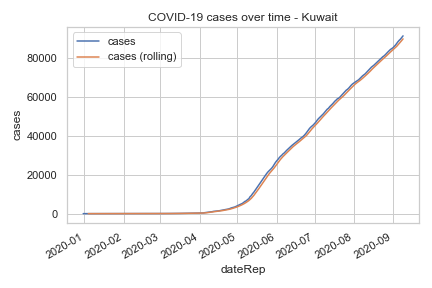 COVID-19 cases over time - Kuwait
cases
cases (rolling)
80000
60000
40000
20000
0
cases
2020-01
2020-02
2020-03
2020-04
2020-05
2020-06
2020-07
2020-08
2020-09
dateRep